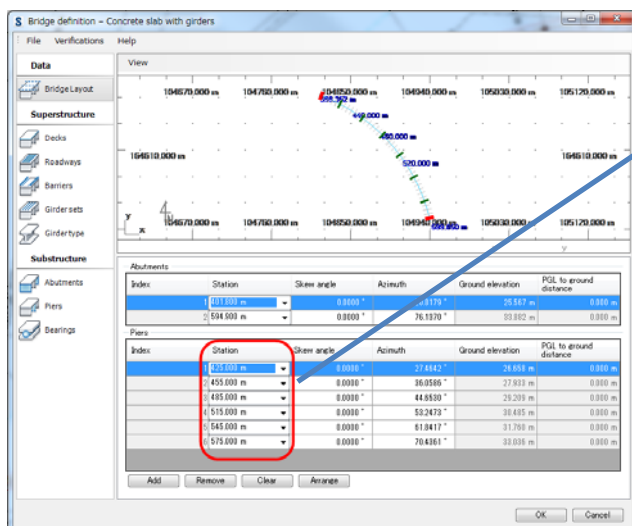 Bridge definition - Concrete slab with girders
File Verifications Help
Data
Bridge Layout
Superstructure
Decks
Roadways
Barriers
Girder sets
Girder type
Substructure
Abutments
Piers
Bearings
View
104670.000 m 104760.000 m 104850.000 m 104940.000 m 105030.000 m 105120.000 m
520.000 m
164610.000 m 164610.000 m
y
x
N
104670.000 m 104760.000 m 104850.000 m 104940.000 m 105030.000 m 105120.000 m
y
Abutments
Index Station Skew angle Azimuth Ground elevation PGL to ground distance
1 401.000 m 0.0000 ° 25.567 m 0.000 m
2 594.900 m 0.0000 ° 76.1370 ° 33.882 m 0.000 m
Piers
Index Station Skew angle Azimuth Ground elevation PGL to ground distance
1 425.000 m 0.0000 ° 27.4642 ° 26.658 m 0.000 m
2 455.000 m 0.0000 ° 36.0586 ° 27.933 m 0.000 m
3 485.000 m 0.0000 ° 44.6530 ° 29.209 m 0.000 m
4 515.000 m 0.0000 ° 53.2473 ° 30.485 m 0.000 m
5 545.000 m 0.0000 ° 61.8417 ° 31.760 m 0.000 m
6 575.000 m 0.0000 ° 70.4361 ° 33.036 m 0.000 m
Add Remove Clear Arrange
OK Cancel